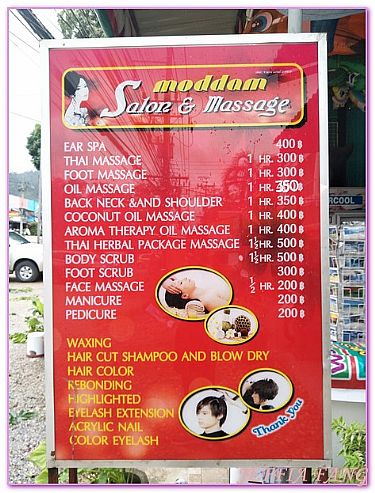 moddam
Salon & Massage
EAR SPA 400฿
THAI MASSAGE 1 HR. 300฿
FOOT MASSAGE 1 HR. 300฿
OIL MASSAGE 1 HR. 350฿
BACK NECK &AND SHOULDER 1 HR. 350฿
COCONUT OIL MASSAGE 1 HR. 400฿
AROMA THERAPY OIL MASSAGE 1 HR. 400฿
THAI HERBAL PACKAGE MASSAGE 1½HR. 500฿
BODY SCRUB 1½HR. 500฿
FOOT SCRUB 300฿
FACE MASSAGE ½ HR. 200฿
MANICURE 200฿
PEDICURE 200฿
WAXING
HAIR CUT SHAMPOO AND BLOW DRY
HAIR COLOR
REBONDING
HIGHLIGHTED
EYELASH EXTENSION
ACRYLIC NAIL
COLOR EYELASH
Thank You